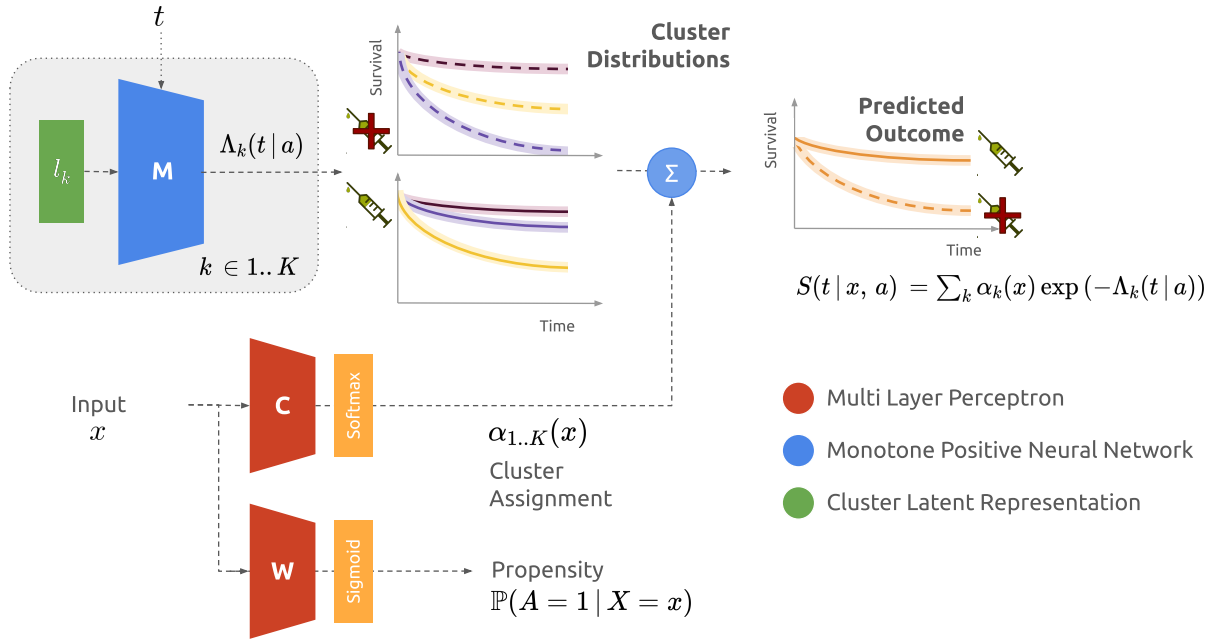 t
Survival
Cluster
Distributions
l_k
M
Λ_k(t | a)
k ∈ 1.. K
Time
Σ
Survival
Predicted
Outcome
Time
S(t | x, a) = ∑_k α_k(x) exp (−Λ_k(t | a))
Input
x
C
Softmax
α_{1..K}(x)
Cluster
Assignment
W
Sigmoid
Propensity
ℙ(A = 1 | X = x)
Multi Layer Perceptron
Monotone Positive Neural Network
Cluster Latent Representation